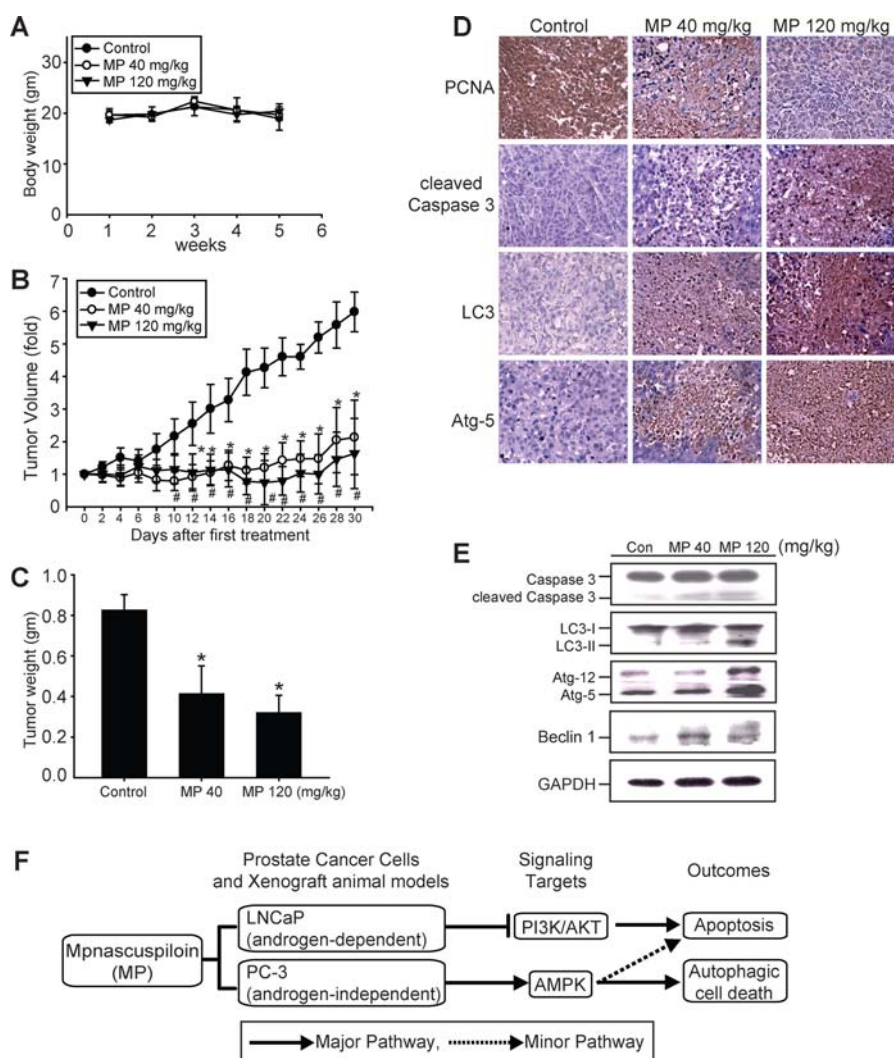 A
Control
MP 40 mg/kg
MP 120 mg/kg
Body weight (gm)
30
20
10
0
0 1 2 3 4 5 6
weeks
B
Control
MP 40 mg/kg
MP 120 mg/kg
Tumor Volume (fold)
7
6
5
4
3
2
1
0
* * * * * * * * * *
# # # # # # # # # # #
0 2 4 6 8 10 12 14 16 18 20 22 24 26 28 30
Days after first treatment
C
Tumor weight (gm)
1.0
0.8
0.6
0.4
0.2
0.0
* *
Control MP 40 MP 120 (mg/kg)
D
Control MP 40 mg/kg MP 120 mg/kg
PCNA
cleaved
Caspase 3
LC3
Atg-5
E
Con MP 40 MP 120 (mg/kg)
Caspase 3
cleaved Caspase 3
LC3-I
LC3-II
Atg-12
Atg-5
Beclin 1
GAPDH
F
Prostate Cancer Cells
and Xenograft animal models
Signaling
Targets
Outcomes
Mpnascuspiloin
(MP)
LNCaP
(androgen-dependent)
PI3K/AKT
Apoptosis
PC-3
(androgen-independent)
AMPK
Autophagic
cell death
Major Pathway, Minor Pathway